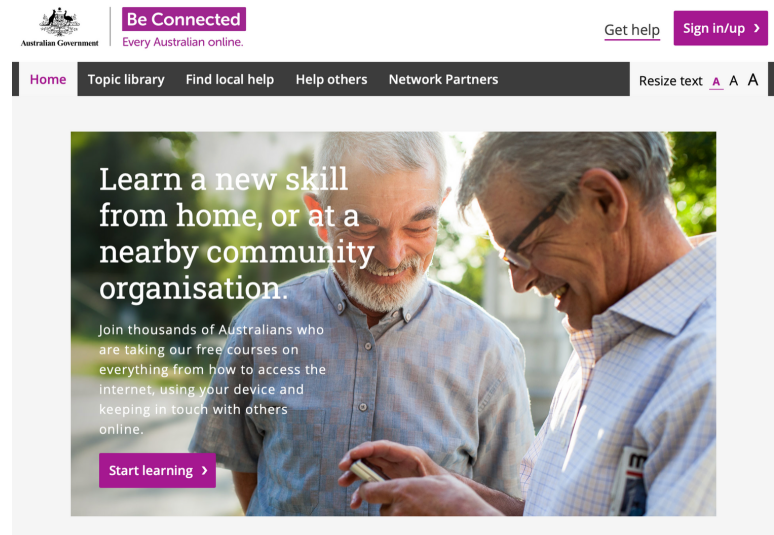 Australian Government
Be Connected
Every Australian online.
Get help
Sign in/up
Home Topic library Find local help Help others Network Partners
Resize text A A A
Learn a new skill
from home, or at a
nearby community
organisation.
Join thousands of Australians who
are taking our free courses on
everything from how to access the
internet, using your device and
keeping in touch with others
online.
Start learning